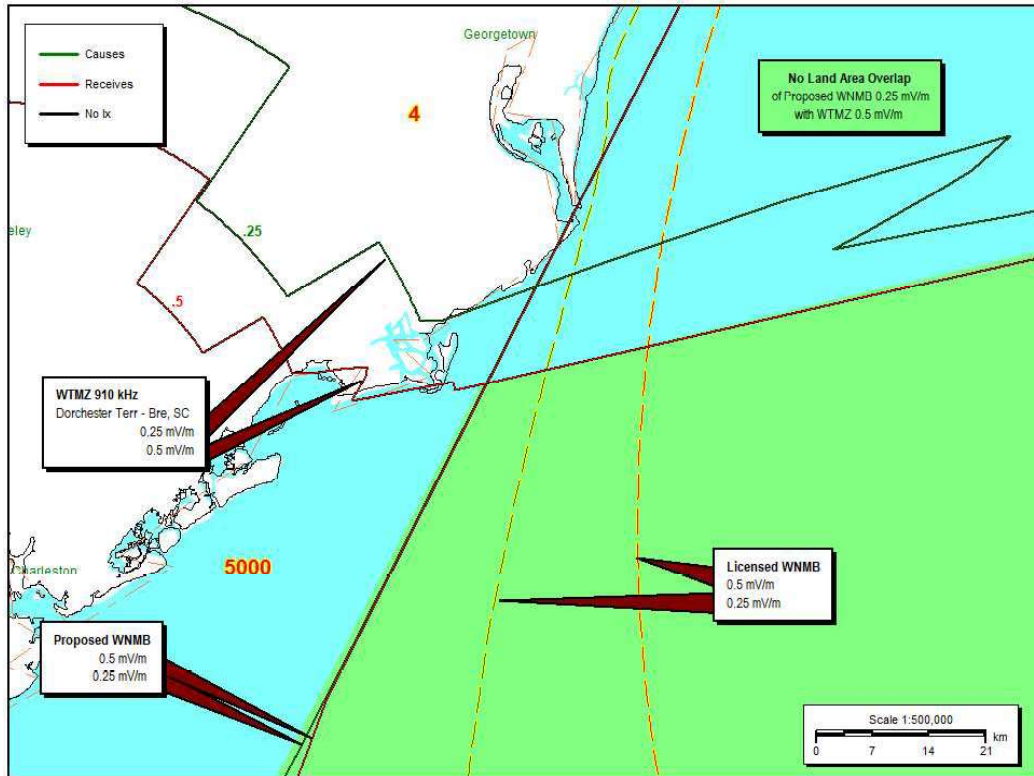 Causes
Receives
No Ix
Georgetown
4
No Land Area Overlap
of Proposed WNMB 0.25 mV/m
with WTMZ 0.5 mV/m
eley
.25
.5
WTMZ 910 kHz
Dorchester Terr - Bre, SC
0.25 mV/m
0.5 mV/m
5000
Charleston
Licensed WNMB
0.5 mV/m
0.25 mV/m
Proposed WNMB
0.5 mV/m
0.25 mV/m
Scale 1:500,000
0 7 14 21 km